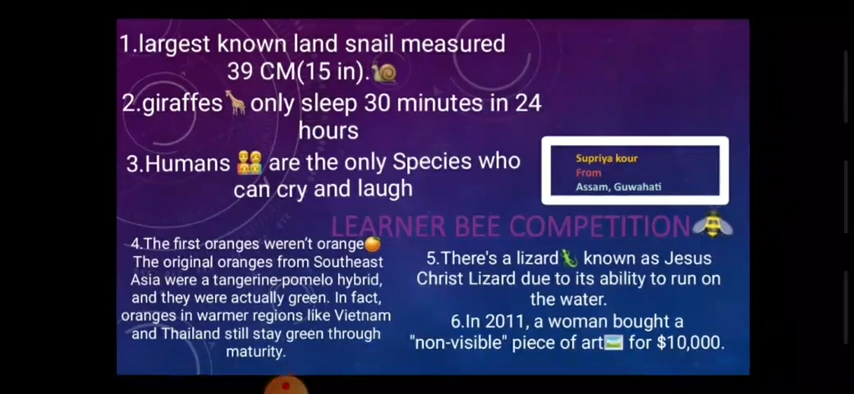 1.largest known land snail measured
39 CM(15 in).🐌
2.giraffes🦒only sleep 30 minutes in 24
hours
3.Humans 👨‍👩‍👧‍👦 are the only Species who
can cry and laugh
Supriya kour
From
Assam, Guwahati
LEARNER BEE COMPETITION🐝
4.The first oranges weren't orange🍊
The original oranges from Southeast
Asia were a tangerine-pomelo hybrid,
and they were actually green. In fact,
oranges in warmer regions like Vietnam
and Thailand still stay green through
maturity.
5.There's a lizard🦎 known as Jesus
Christ Lizard due to its ability to run on
the water.
6.In 2011, a woman bought a
"non-visible" piece of art🖼️ for $10,000.